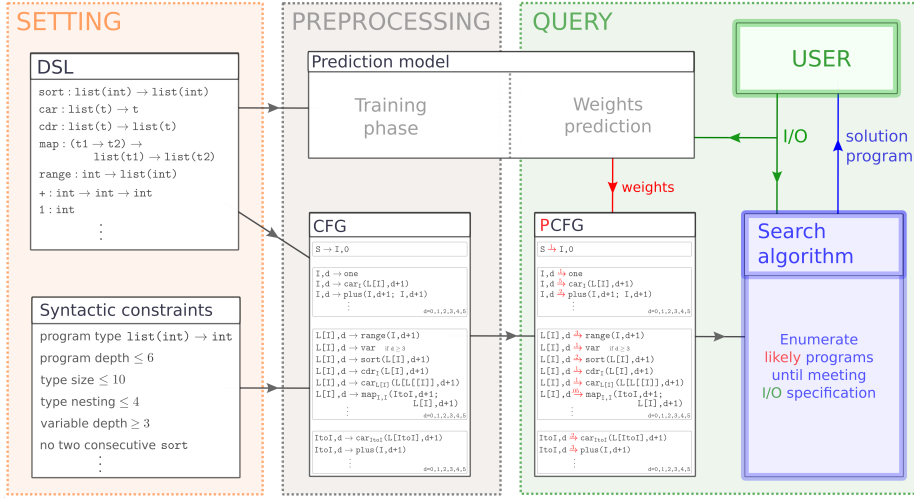 SETTING
DSL
sort : list(int) → list(int)
car : list(t) → t
cdr : list(t) → list(t)
map : (t1 → t2) →
list(t1) → list(t2)
range : int → list(int)
+ : int → int → int
1 : int
⋮
Syntactic constraints
program type list(int) → int
program depth ≤ 6
type size ≤ 10
type nesting ≤ 4
variable depth ≥ 3
no two consecutive sort
⋮
PREPROCESSING
Prediction model
Training
phase
Weights
prediction
CFG
S → I,0
I,d → one
I,d → car_I(L[I],d+1)
I,d → plus(I,d+1; I,d+1)
⋮
d=0,1,2,3,4,5
L[I],d → range(I,d+1)
L[I],d → var if d ≥ 3
L[I],d → sort(L[I],d+1)
L[I],d → cdr_I(L[I],d+1)
L[I],d → car_L[I](L[L[I]],d+1)
L[I],d → map_I,I(ItoI,d+1;
L[I],d+1)
⋮
d=0,1,2,3,4,5
ItoI,d → car_ItoI(L[ItoI],d+1)
ItoI,d → plus(I,d+1)
⋮
d=0,1,2,3,4,5
QUERY
weights
PCFG
S → I,0
I,d → one
I,d → car_I(L[I],d+1)
I,d → plus(I,d+1; I,d+1)
⋮
d=0,1,2,3,4,5
L[I],d → range(I,d+1)
L[I],d → var if d ≥ 3
L[I],d → sort(L[I],d+1)
L[I],d → cdr_I(L[I],d+1)
L[I],d → car_L[I](L[L[I]],d+1)
L[I],d → map_I,I(ItoI,d+1;
L[I],d+1)
⋮
d=0,1,2,3,4,5
ItoI,d → car_ItoI(L[ItoI],d+1)
ItoI,d → plus(I,d+1)
⋮
d=0,1,2,3,4,5
USER
I/O
solution
program
Search
algorithm
Enumerate
likely programs
until meeting
I/O specification